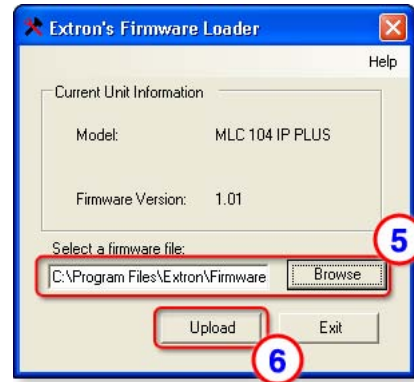 Extron's Firmware Loader
Help
Current Unit Information
Model: MLC 104 IP PLUS
Firmware Version: 1.01
Select a firmware file:
5
C:\Program Files\Extron\Firmware Browse
Upload Exit
6